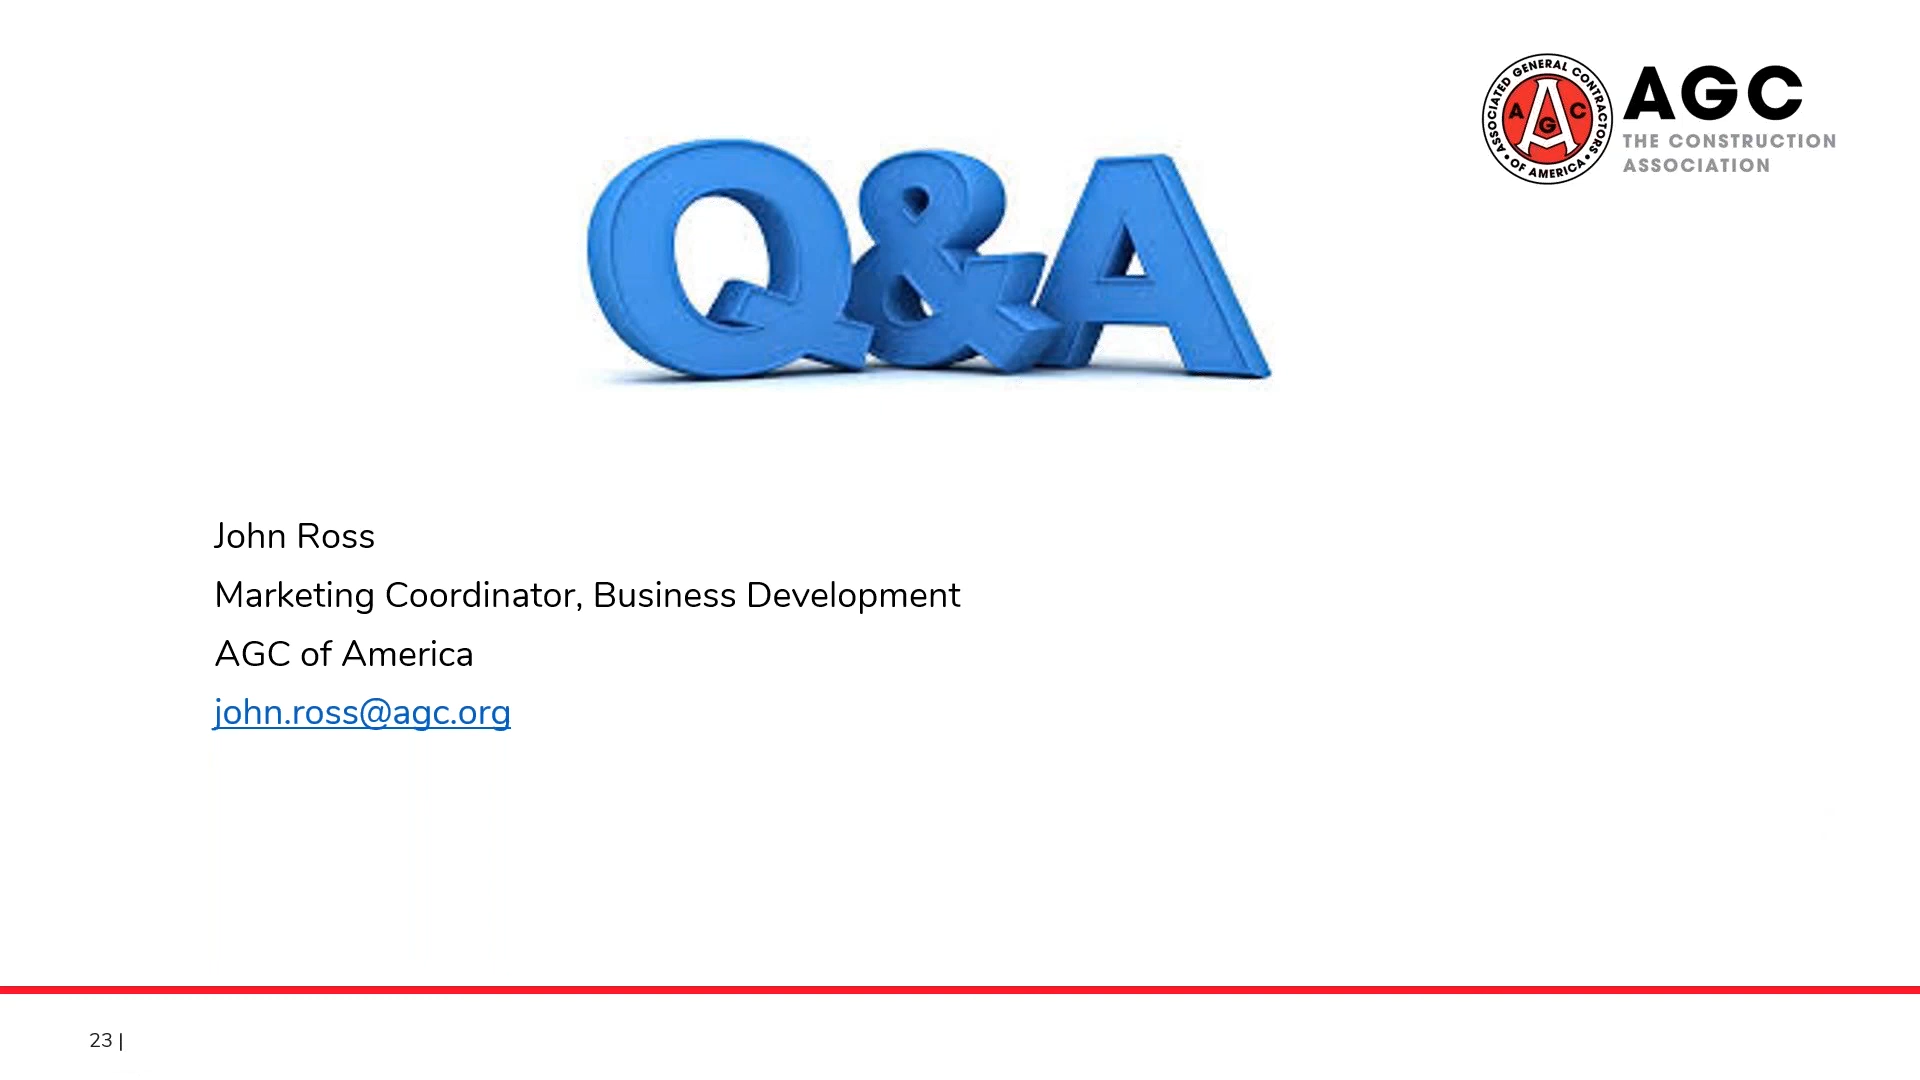 ASSOCIATED GENERAL CONTRACTORS
• OF AMERICA •
A G C
AGC
THE CONSTRUCTION
ASSOCIATION
Q&A
John Ross
Marketing Coordinator, Business Development
AGC of America
john.ross@agc.org
23 |